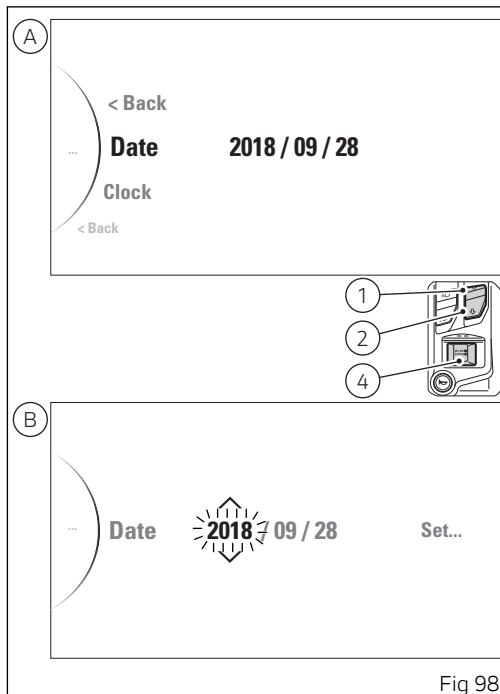 A
...
< Back
Date 2018 / 09 / 28
Clock
< Back
1
2
4
B
...
Date 2018 / 09 / 28 Set...
Fig 98